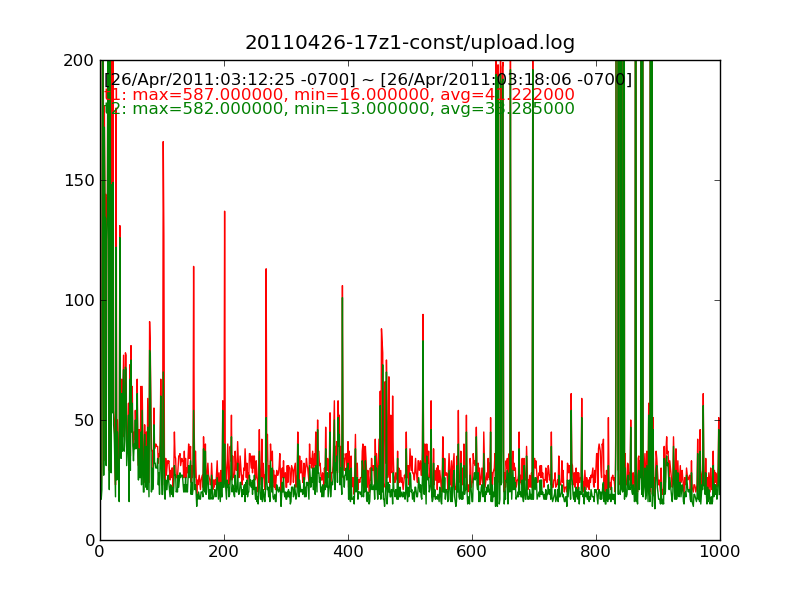 20110426-17z1-const/upload.log
[26/Apr/2011:03:12:25 -0700] ~ [26/Apr/2011:03:18:06 -0700]
max=587.000000, min=16.000000, avg=41.222000
max=582.000000, min=13.000000,
200
150
100
50
0
0 200 400 600 800 1000